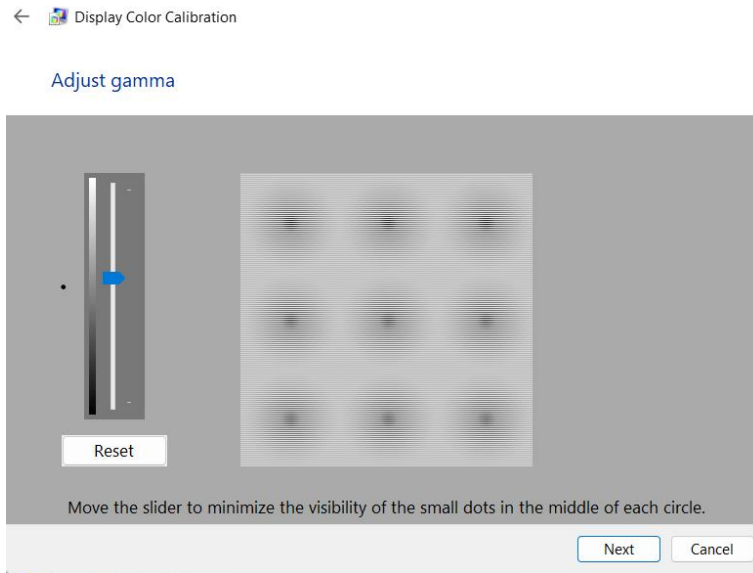 Display Color Calibration
Adjust gamma
Reset
Move the slider to minimize the visibility of the small dots in the middle of each circle.
Next
Cancel